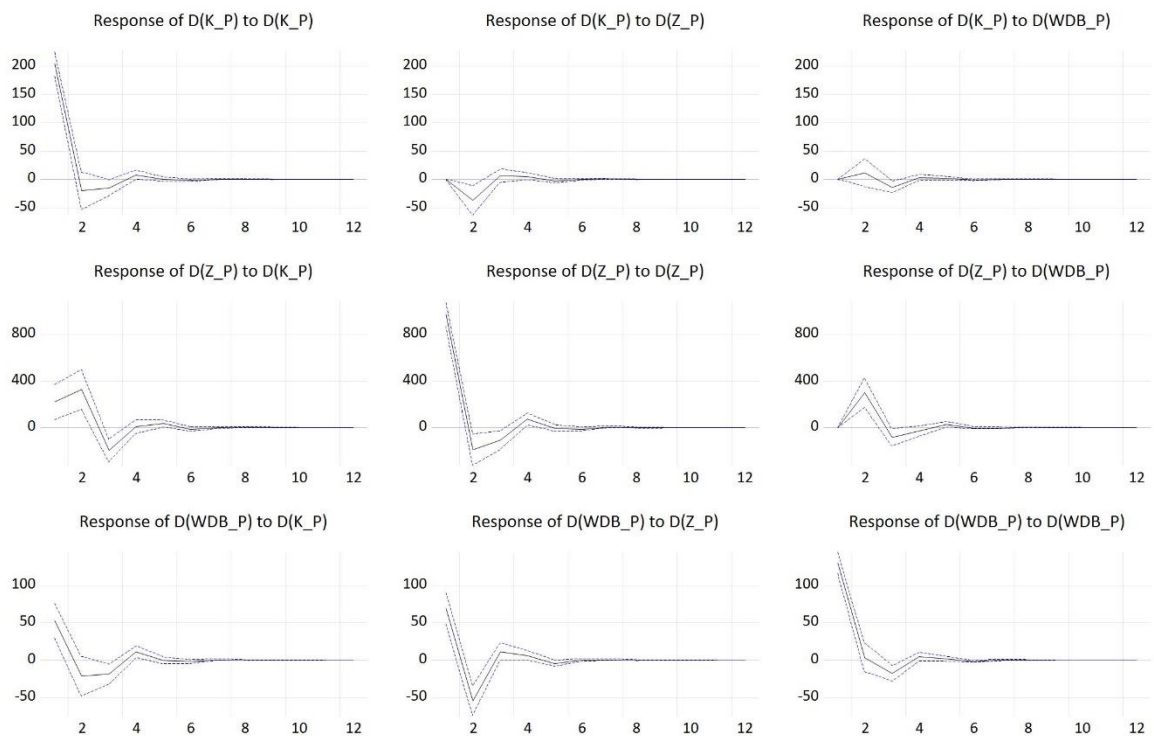 Response of D(K_P) to D(K_P)
Response of D(K_P) to D(Z_P)
Response of D(K_P) to D(WDB_P)
200
150
100
50
0
-50
2 4 6 8 10 12
200
150
100
50
0
-50
2 4 6 8 10 12
200
150
100
50
0
-50
2 4 6 8 10 12
Response of D(Z_P) to D(K_P)
Response of D(Z_P) to D(Z_P)
Response of D(Z_P) to D(WDB_P)
800
400
0
2 4 6 8 10 12
800
400
0
2 4 6 8 10 12
800
400
0
2 4 6 8 10 12
Response of D(WDB_P) to D(K_P)
Response of D(WDB_P) to D(Z_P)
Response of D(WDB_P) to D(WDB_P)
100
50
0
-50
2 4 6 8 10 12
100
50
0
-50
2 4 6 8 10 12
100
50
0
-50
2 4 6 8 10 12